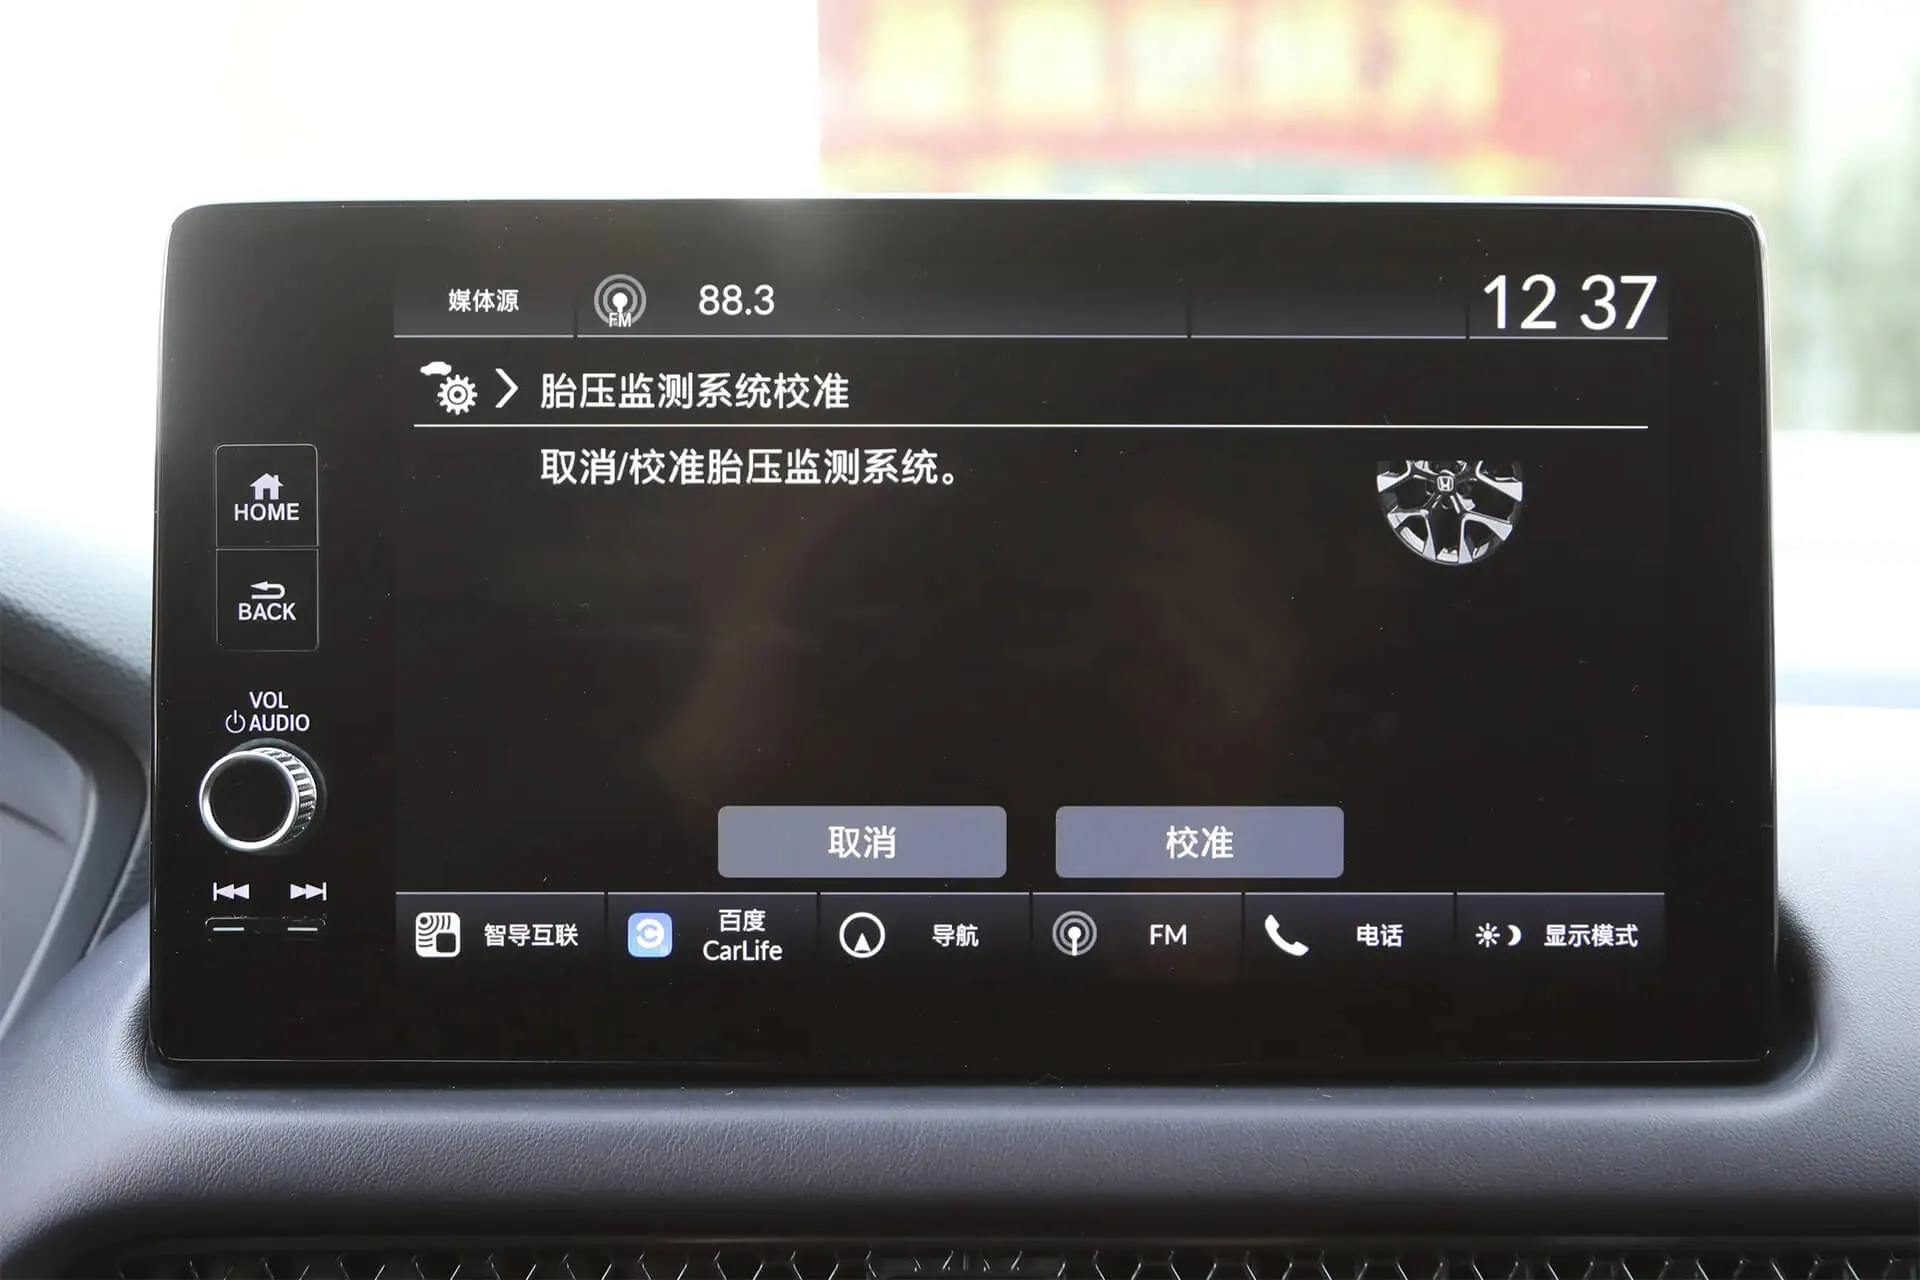 媒体源
FM
88.3
12 37
胎压监测系统校准
取消/校准胎压监测系统。
HOME
BACK
VOL
AUDIO
取消
校准
智导互联
百度
CarLife
导航
FM
电话
显示模式